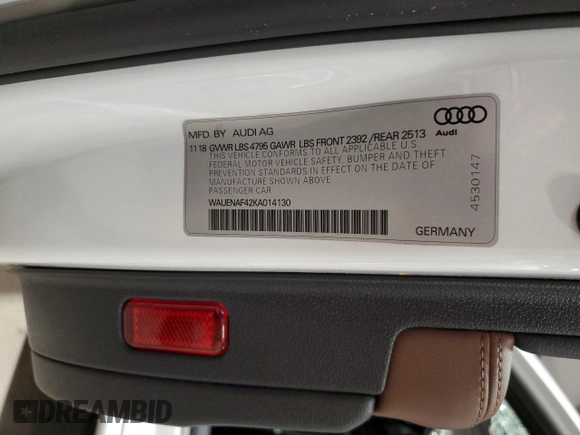 MFD. BY AUDI AG
11 18 GVWR LBS 4795 GAWR LBS FRONT 2392 / REAR 2513
THIS VEHICLE CONFORMS TO ALL APPLICABLE U.S.
FEDERAL MOTOR VEHICLE SAFETY, BUMPER AND THEFT
PREVENTION STANDARDS IN EFFECT ON THE DATE OF
MANUFACTURE SHOWN ABOVE
PASSENGER CAR
WAUENAF42KA014130
Audi
4530147
GERMANY
DREAMBID